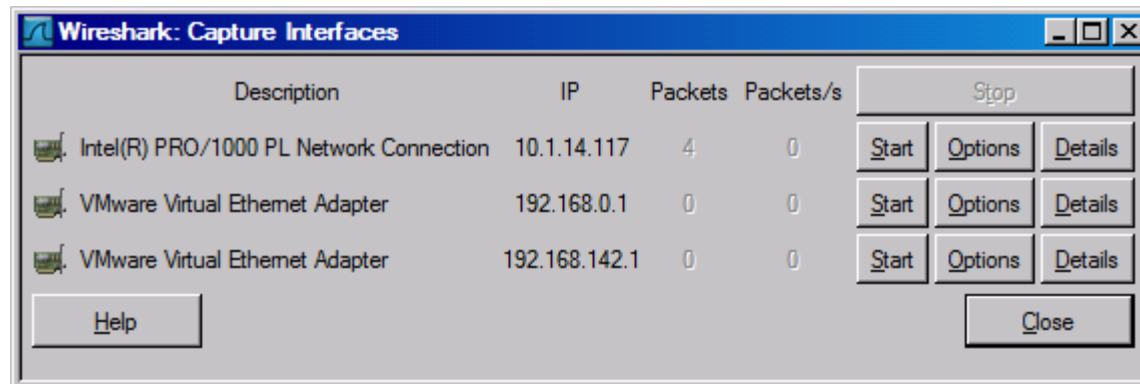 Wireshark: Capture Interfaces
Description IP Packets Packets/s Stop
Intel(R) PRO/1000 PL Network Connection 10.1.14.117 4 0 Start Options Details
VMware Virtual Ethernet Adapter 192.168.0.1 0 0 Start Options Details
VMware Virtual Ethernet Adapter 192.168.142.1 0 0 Start Options Details
Help Close